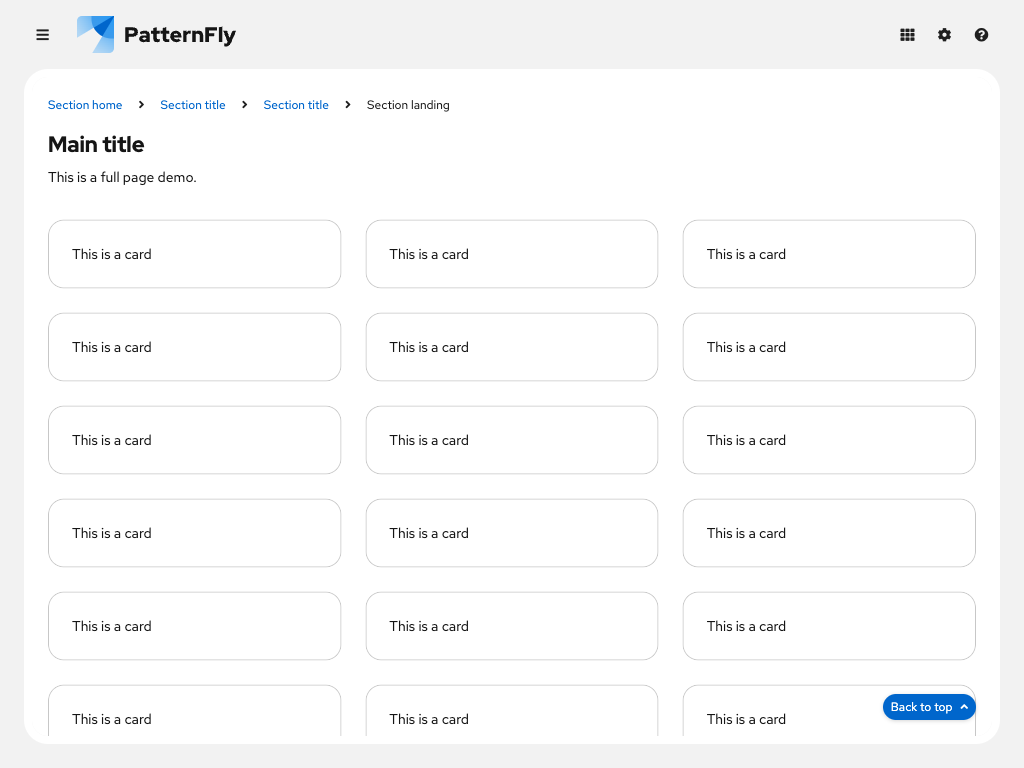 PatternFly
Section home Section title Section title Section landing
Main title
This is a full page demo.
This is a card This is a card This is a card
This is a card This is a card This is a card
This is a card This is a card This is a card
This is a card This is a card This is a card
This is a card This is a card This is a card
This is a card This is a card This is a card
Back to top